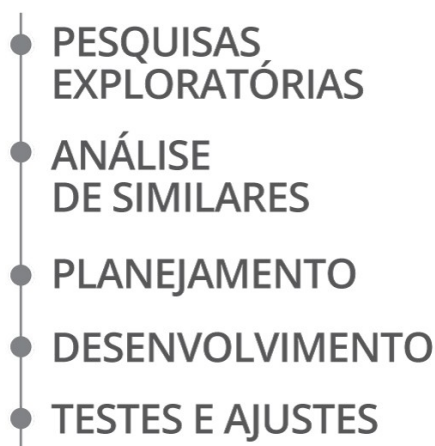 PESQUISAS
EXPLORATÓRIAS
ANÁLISE
DE SIMILARES
PLANEJAMENTO
DESENVOLVIMENTO
TESTES E AJUSTES